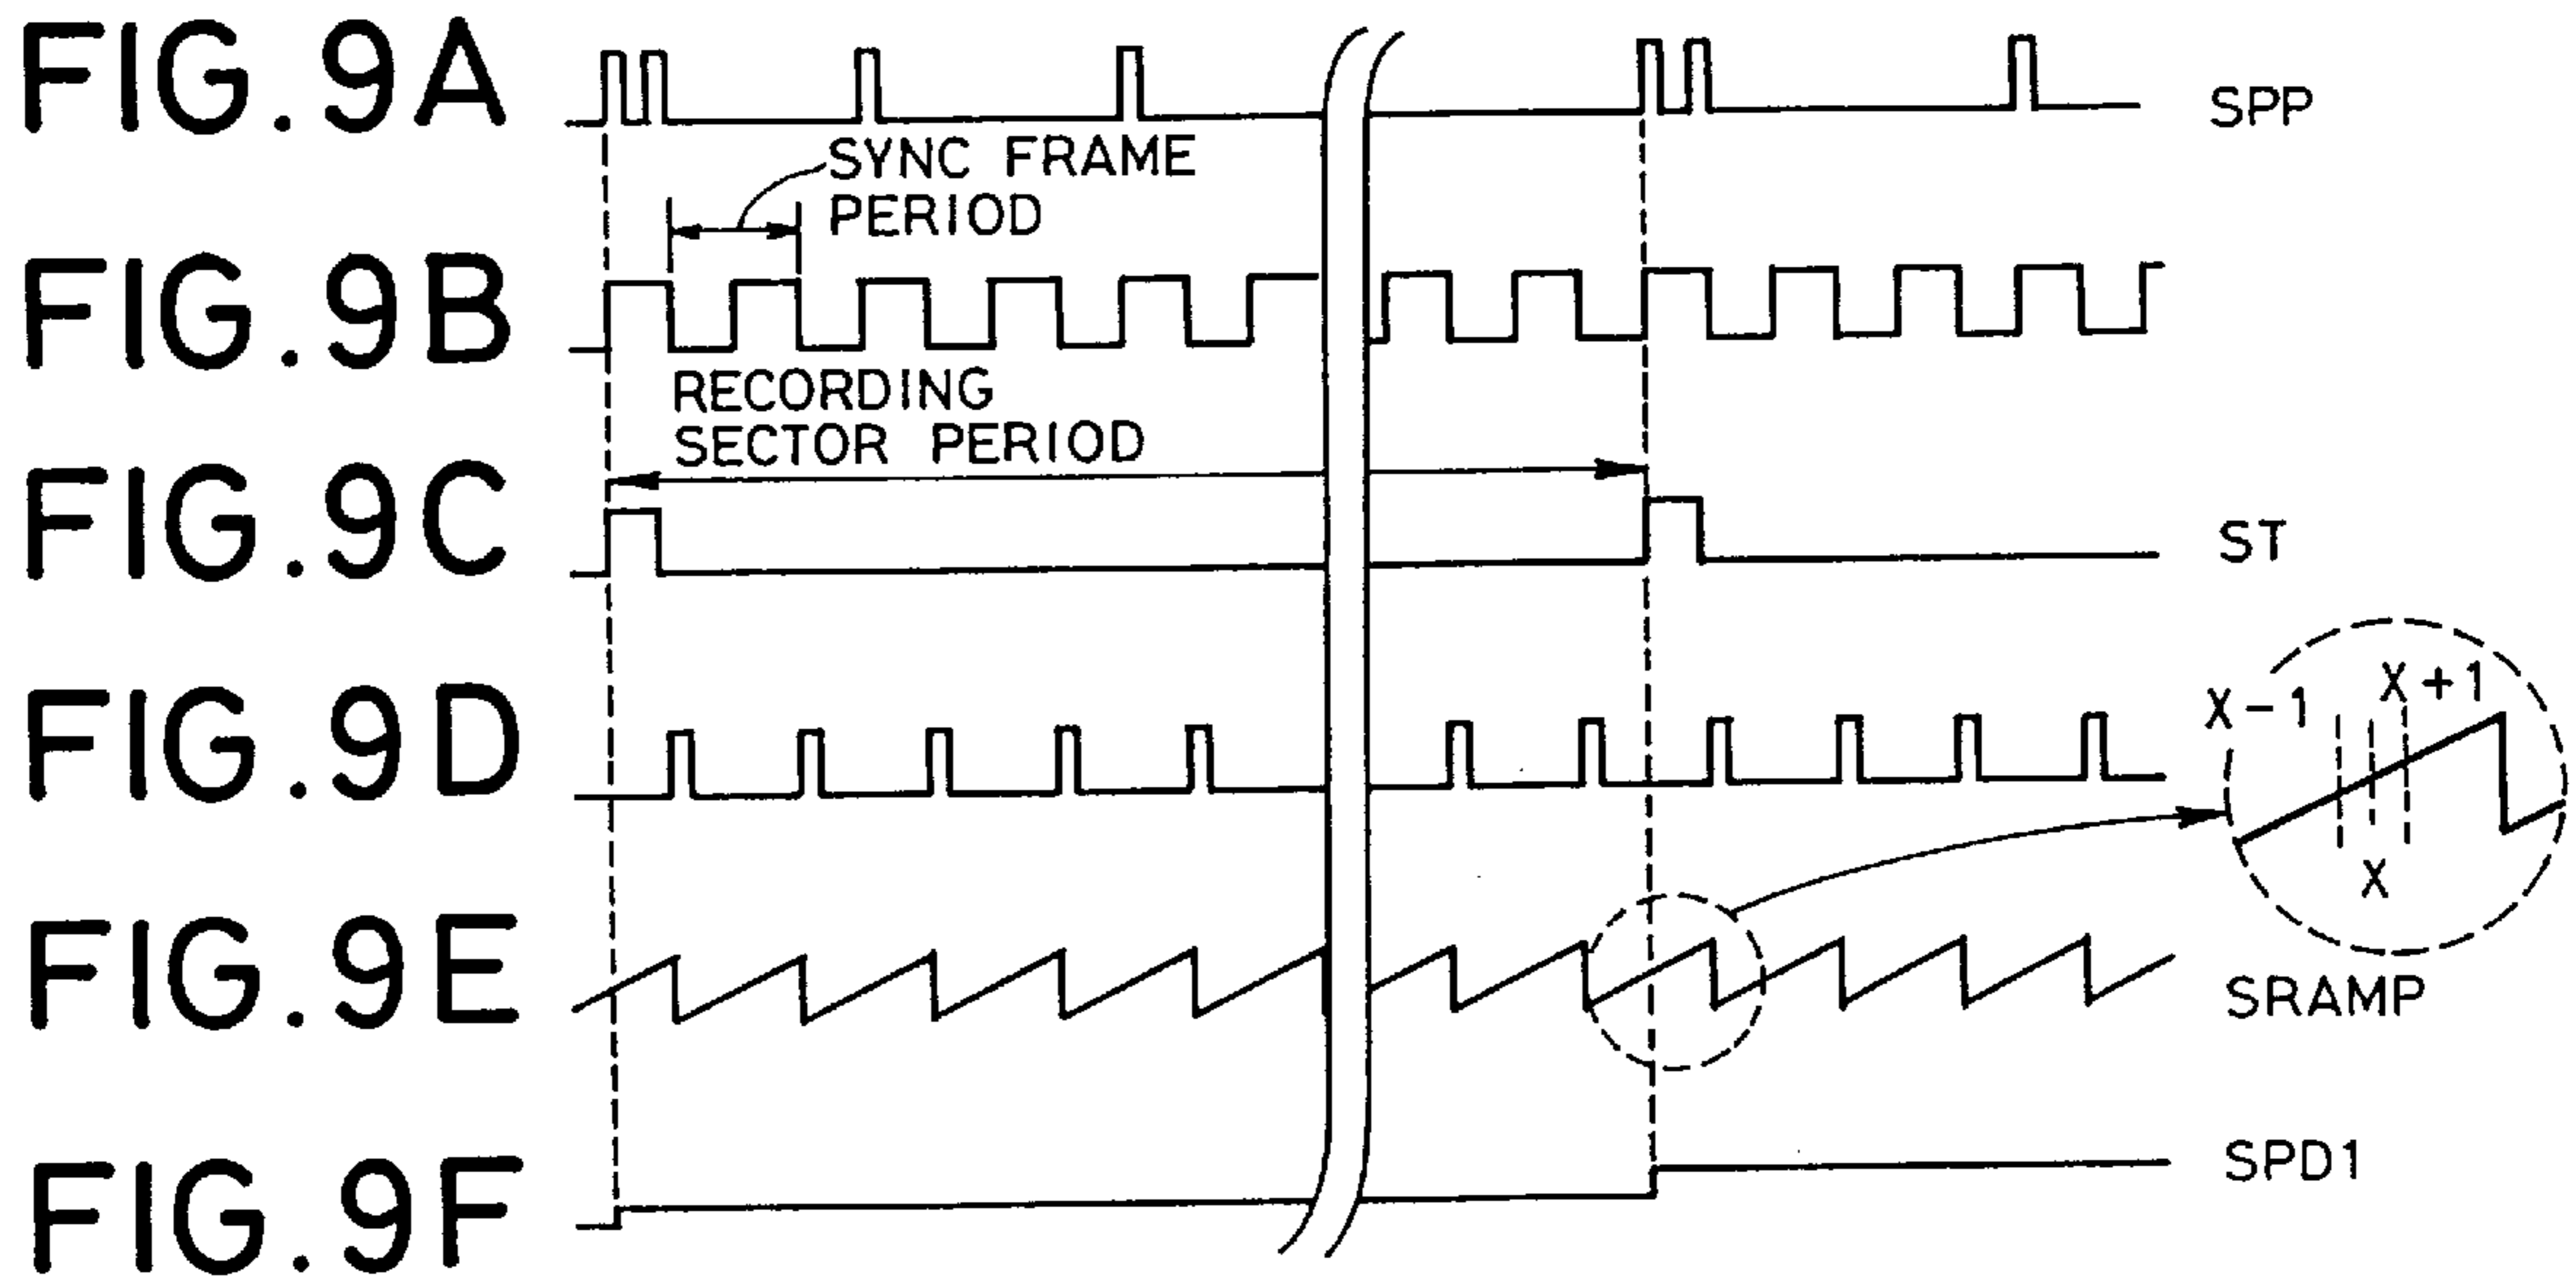 FIG.9A
SPP
SYNC FRAME
PERIOD
FIG.9B
RECORDING
SECTOR PERIOD
FIG.9C
ST
FIG.9D
X-1
X+1
X
FIG.9E
SRAMP
FIG.9F
SPD1